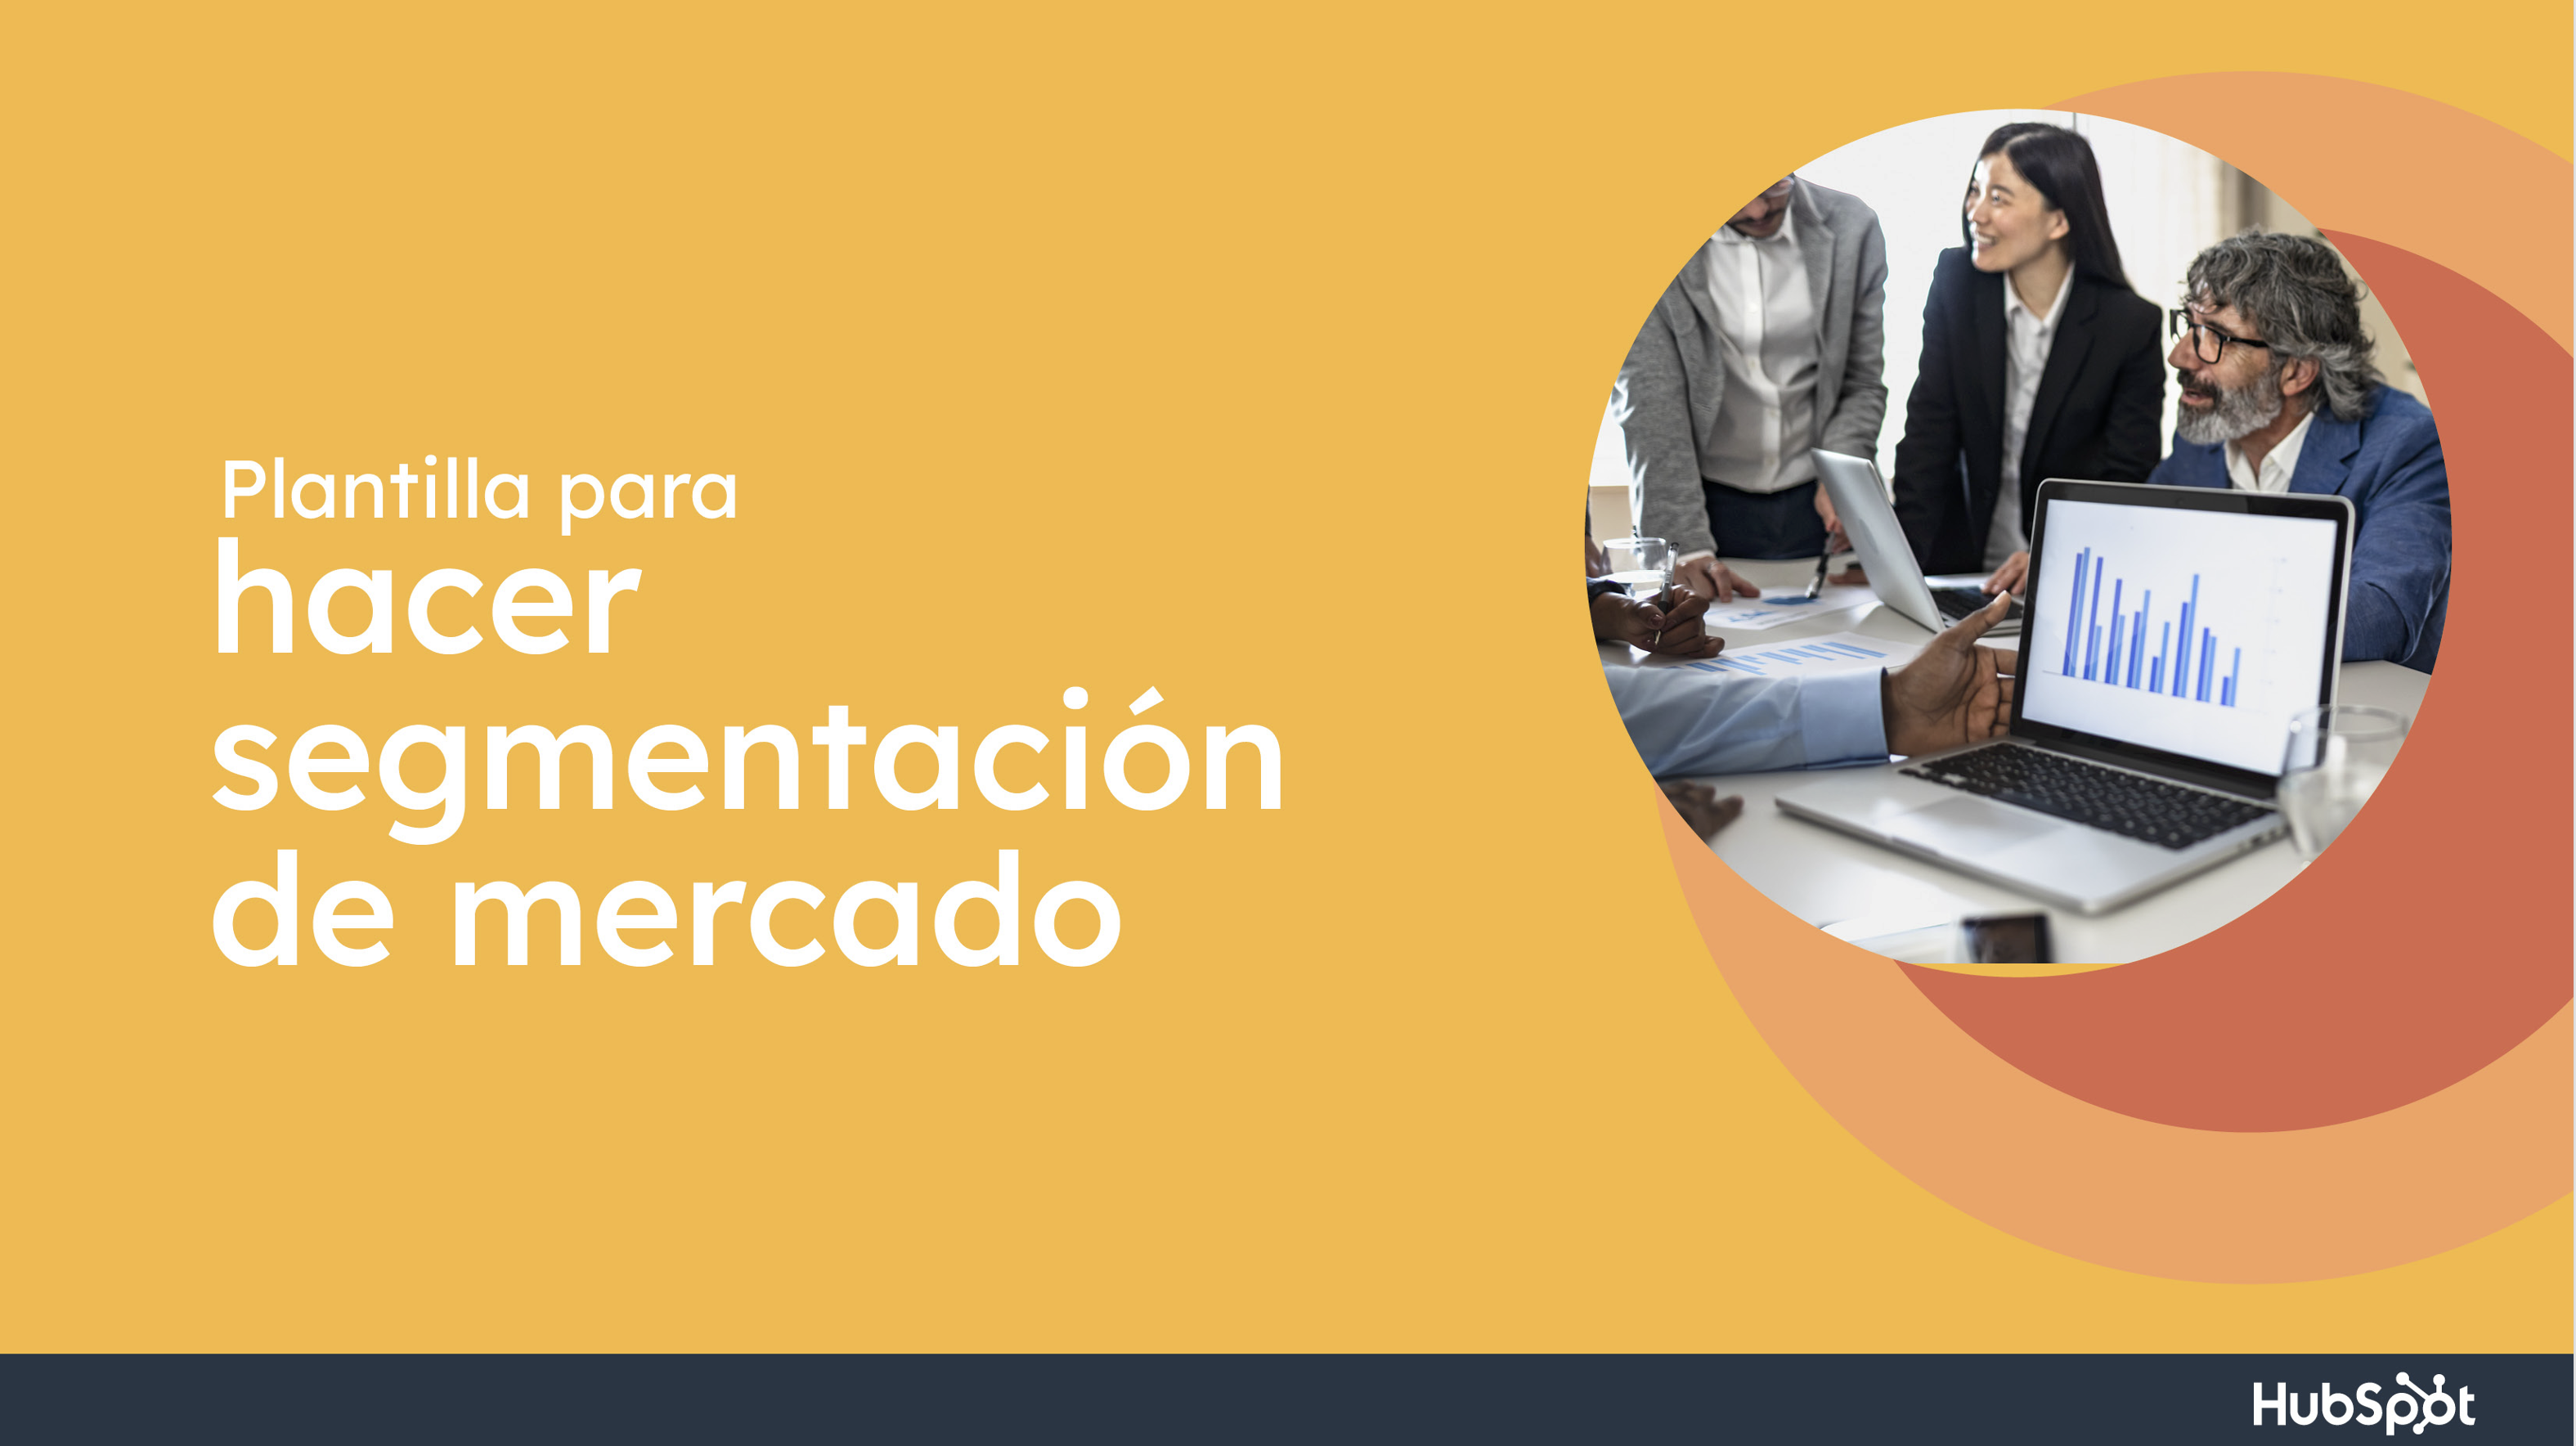 Plantilla para
hacer
segmentación
de mercado
HubSpot